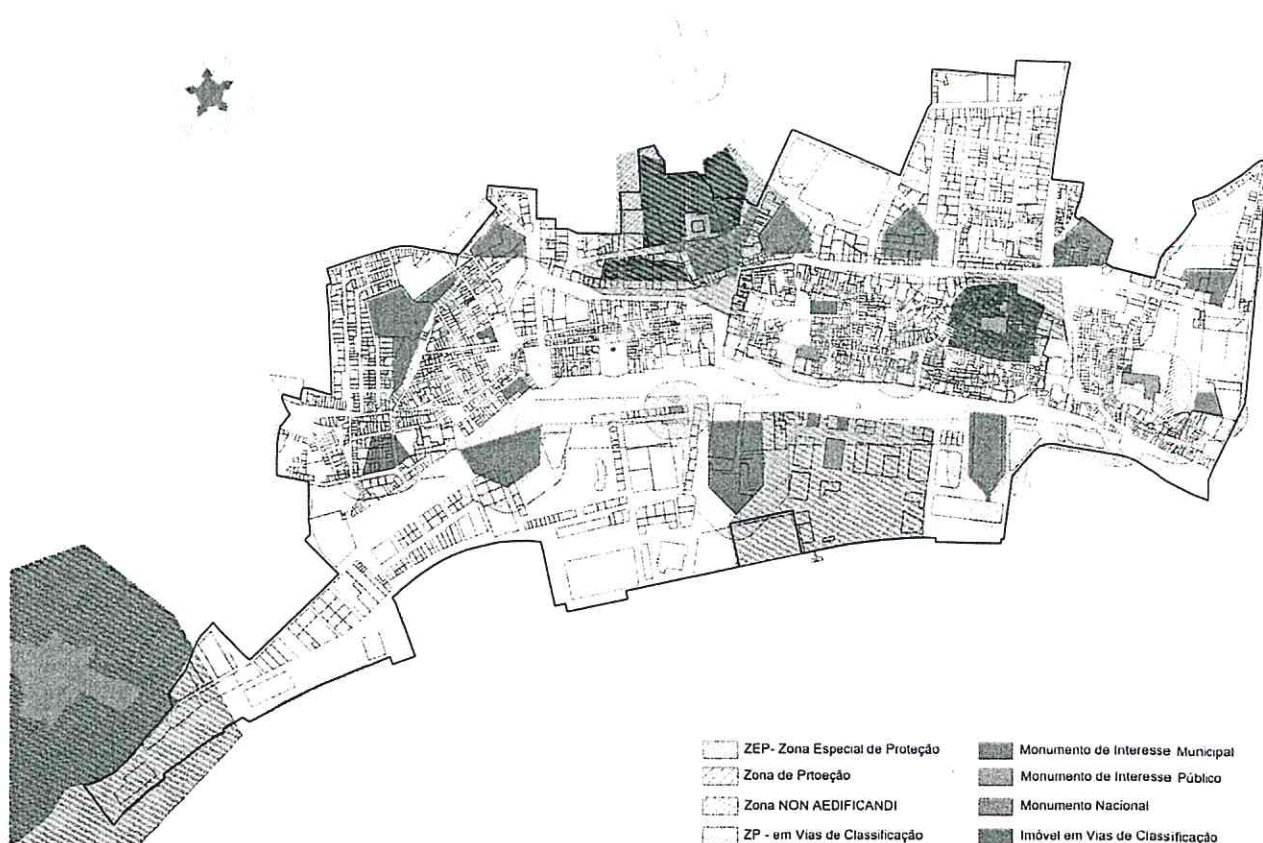 ZEP- Zona Especial de Proteção
Zona de Prtoeção
Zona NON AEDIFICANDI
ZP - em Vias de Classificação
Monumento de Interesse Municipal
Monumento de Interesse Público
Monumento Nacional
Imóvel em Vias de Classificação